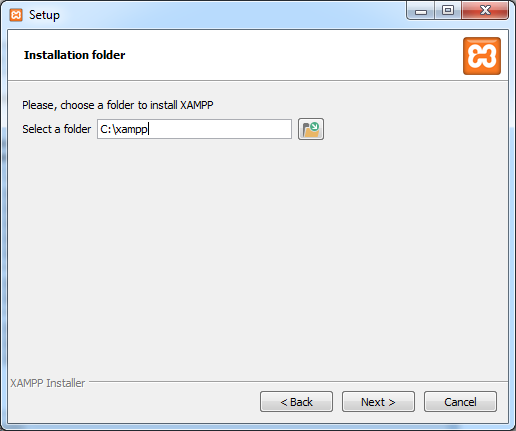 Setup
Installation folder
Please, choose a folder to install XAMPP
Select a folder C:\xampp
XAMPP Installer
< Back Next > Cancel